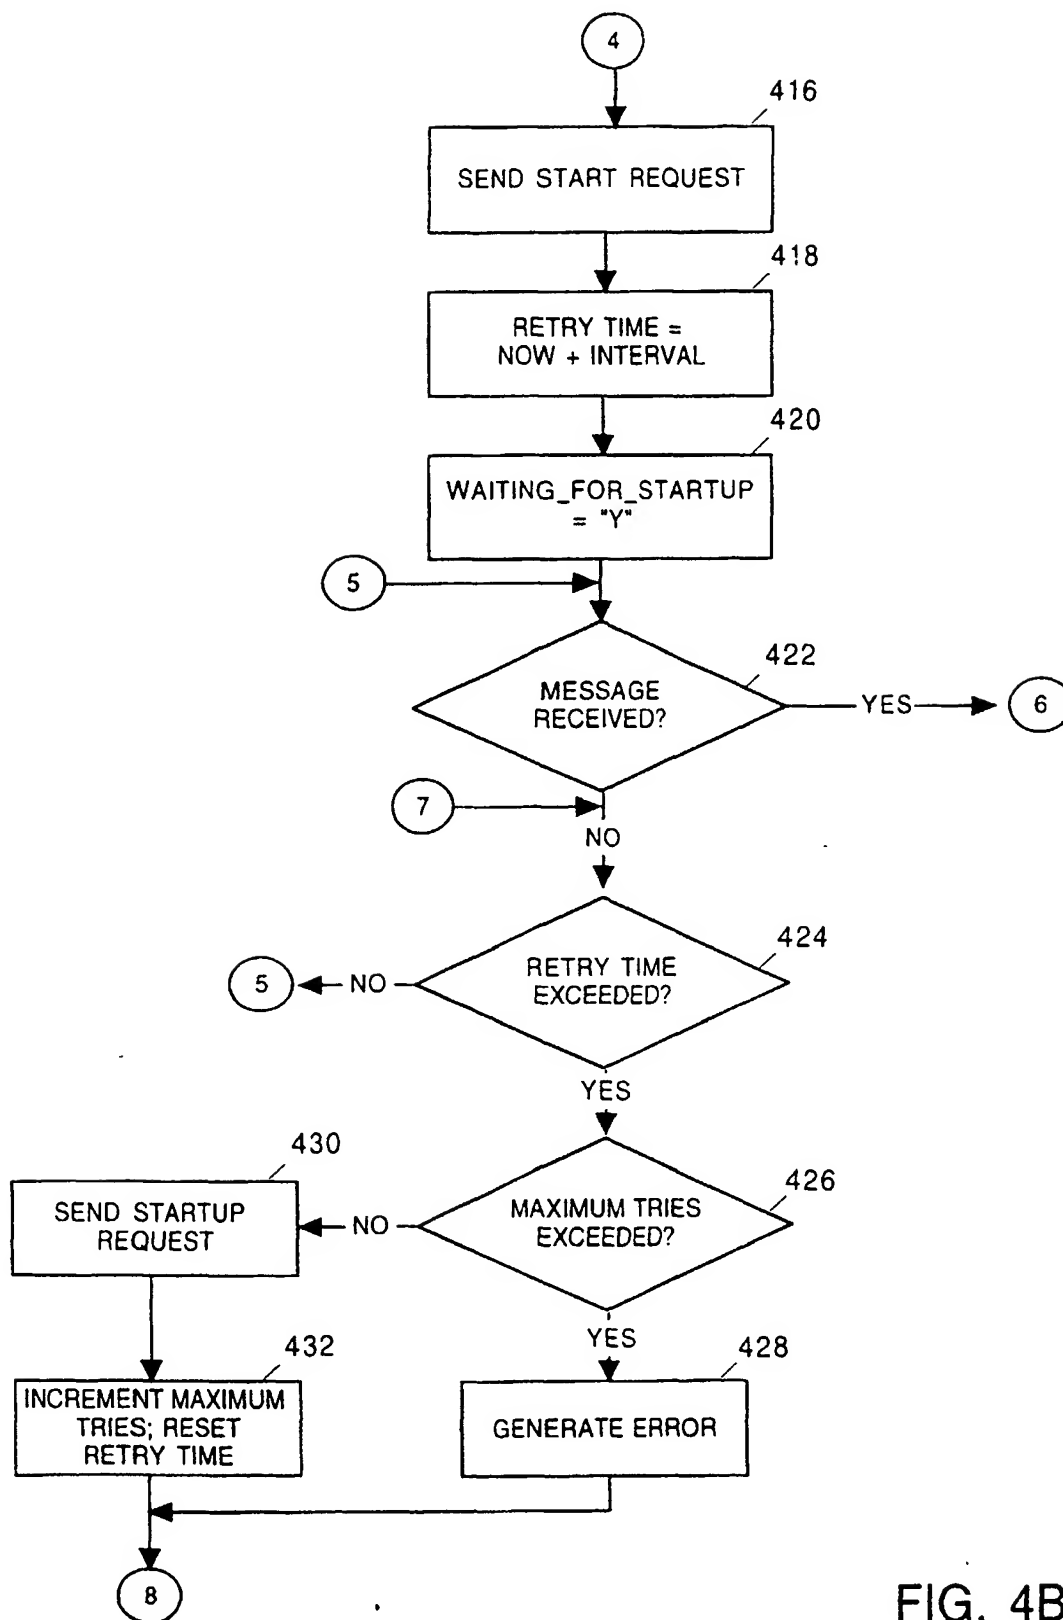 4
416
SEND START REQUEST
418
RETRY TIME =
NOW + INTERVAL
420
WAITING_FOR_STARTUP
= "Y"
5
422
MESSAGE
RECEIVED?
YES
6
7
NO
424
RETRY TIME
EXCEEDED?
NO
5
YES
426
MAXIMUM TRIES
EXCEEDED?
NO
430
SEND STARTUP
REQUEST
YES
432
INCREMENT MAXIMUM
TRIES; RESET
RETRY TIME
428
GENERATE ERROR
8
FIG. 4B